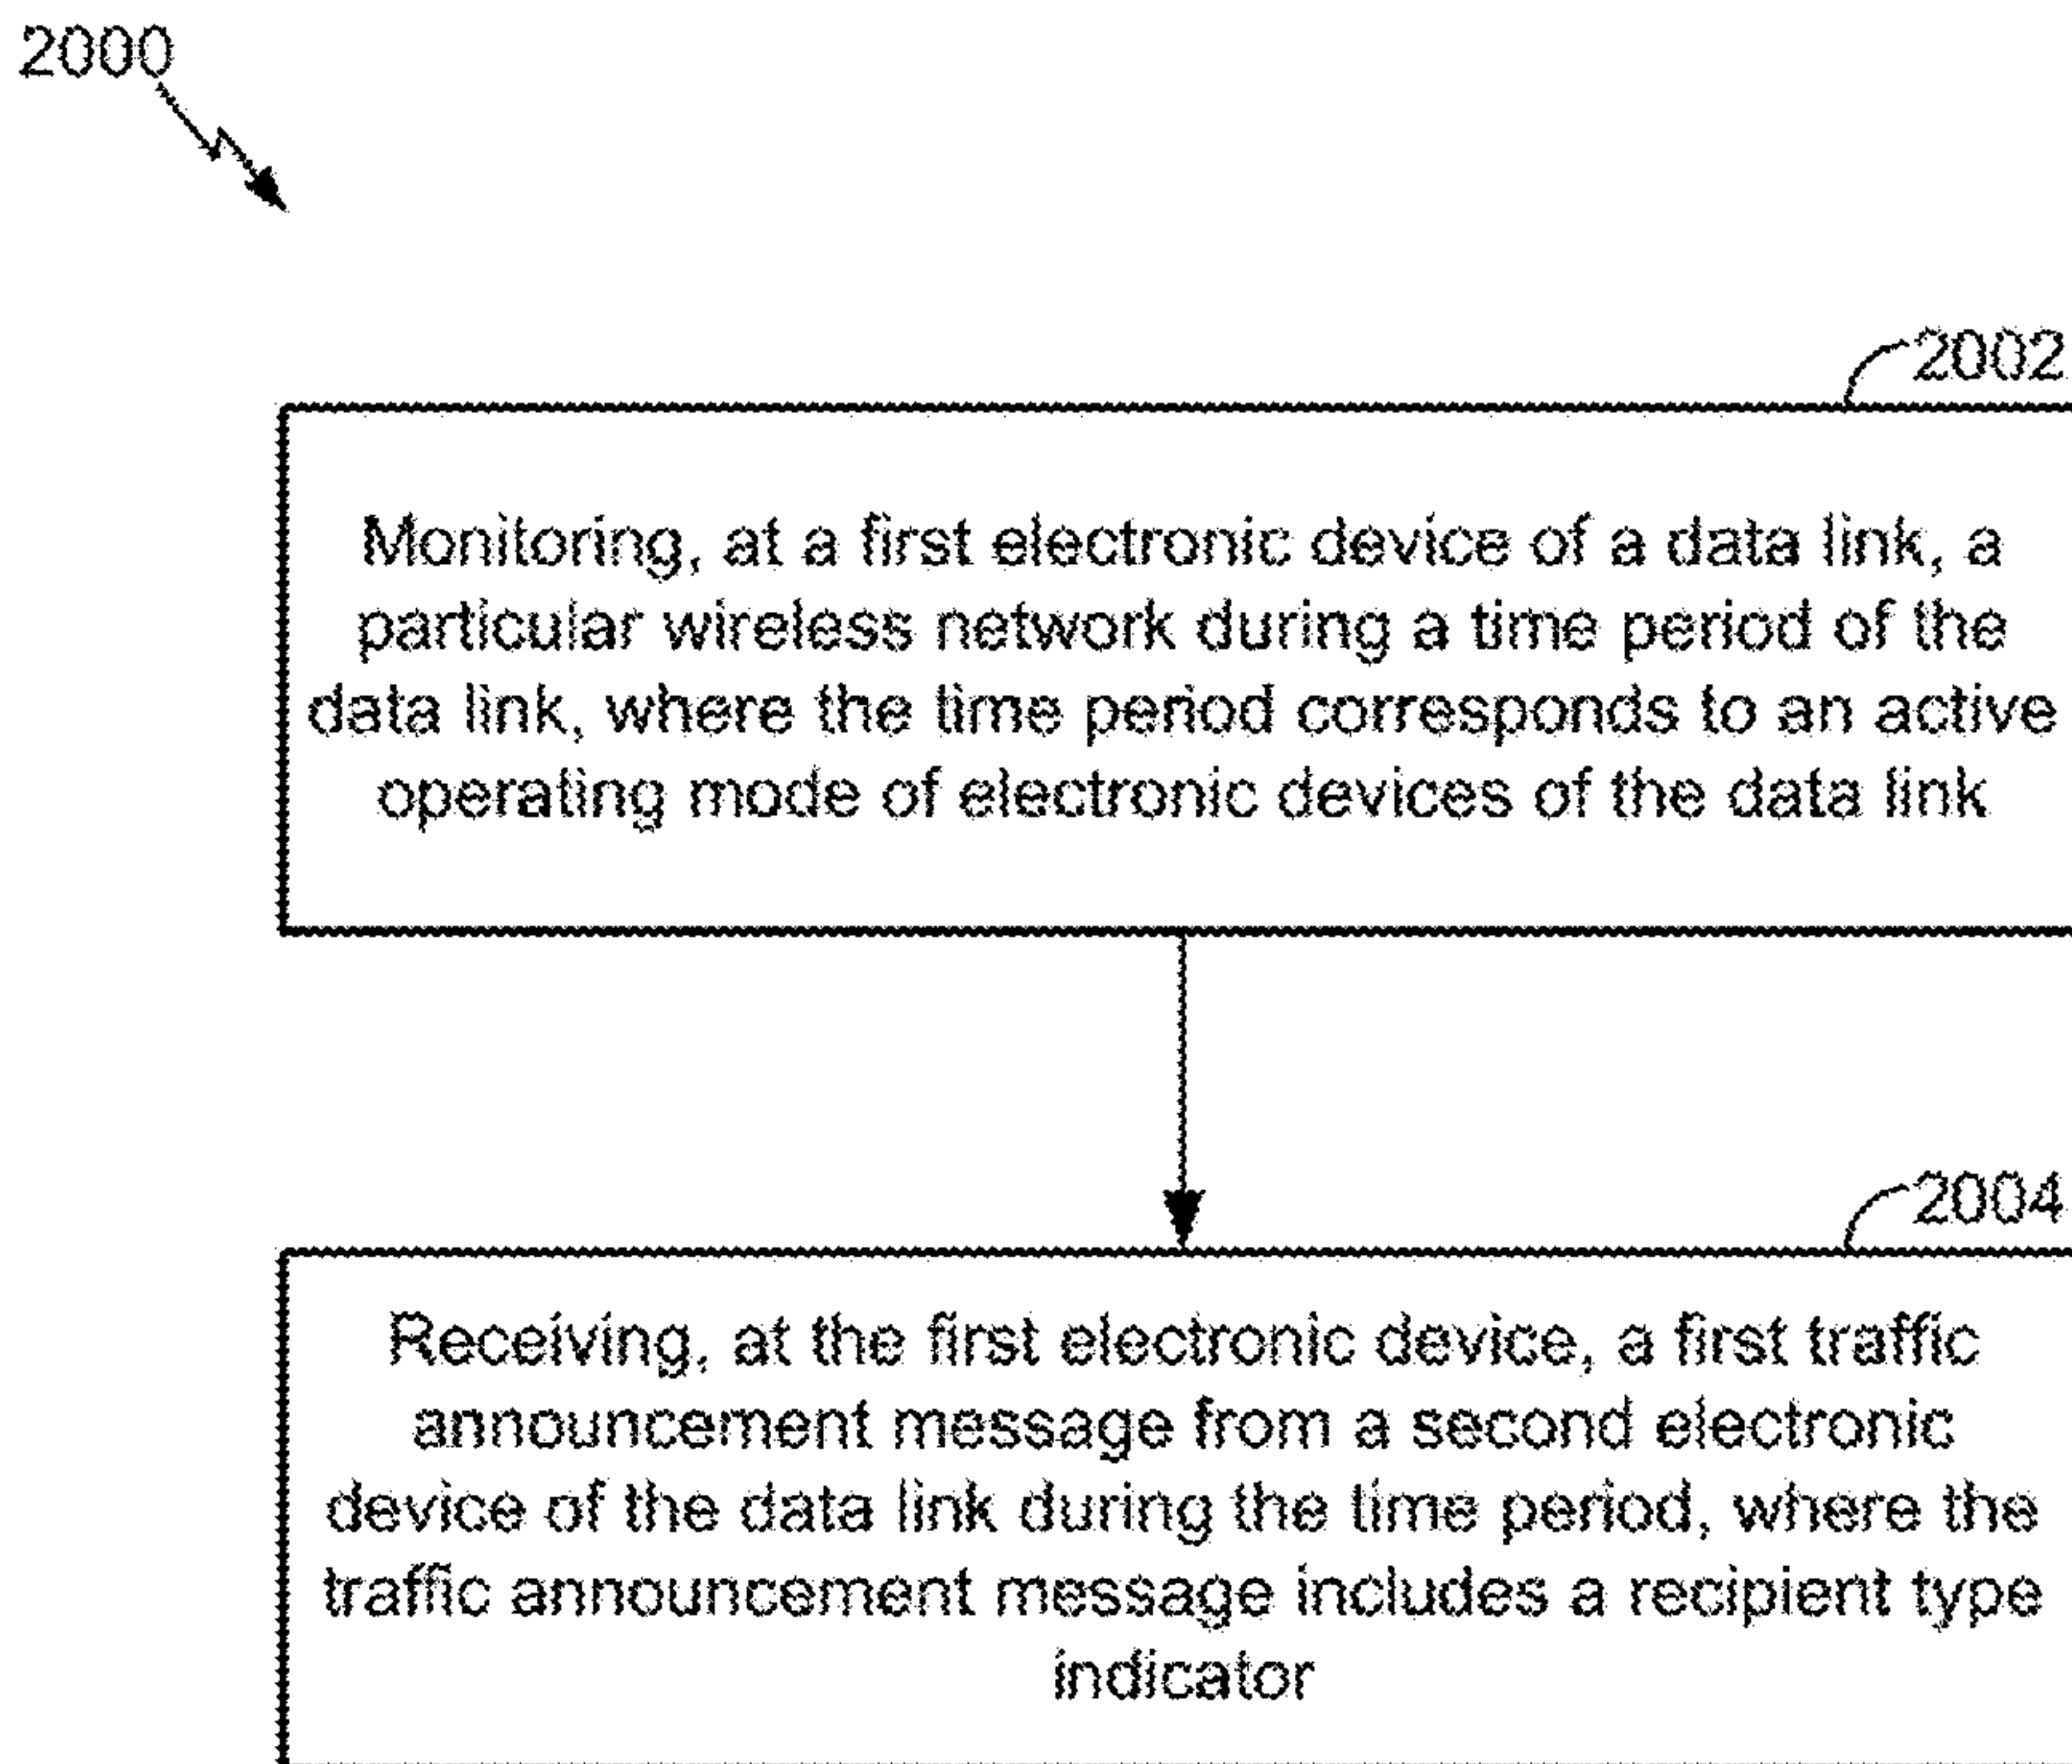 2000
2002
Monitoring, at a first electronic device of a data link, a
particular wireless network during a time period of the
data link, where the time period corresponds to an active
operating mode of electronic devices of the data link
2004
Receiving, at the first electronic device, a first traffic
announcement message from a second electronic
device of the data link during the time period, where the
traffic announcement message includes a recipient type
indicator